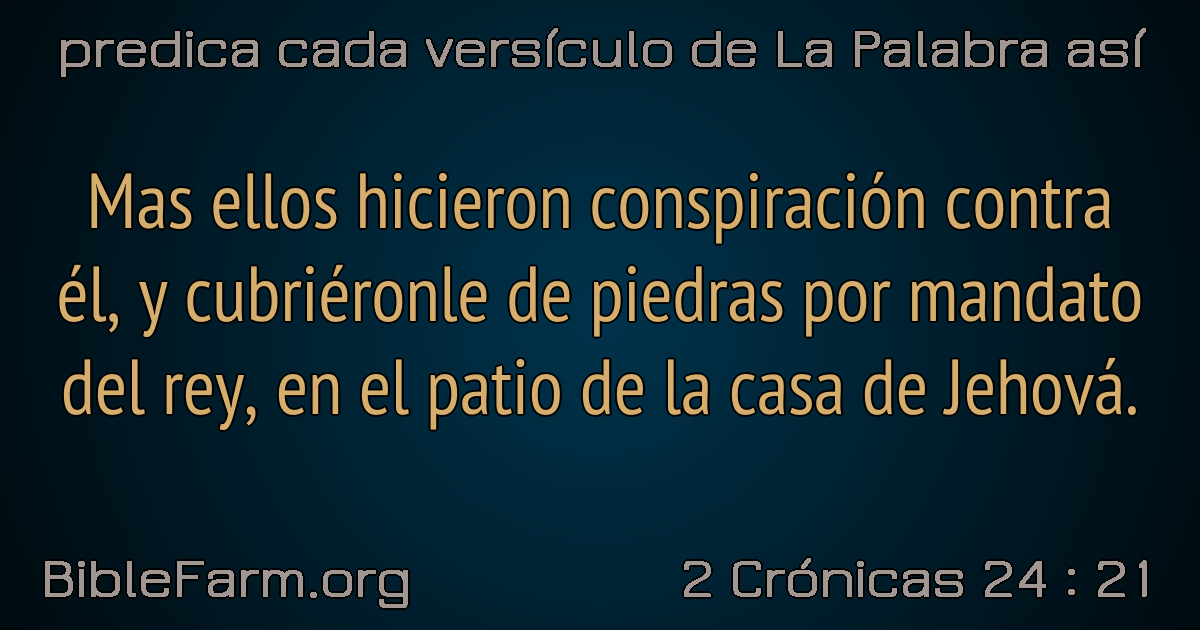 predica cada versículo de La Palabra así
Mas ellos hicieron conspiración contra
él, y cubriéronle de piedras por mandato
del rey, en el patio de la casa de Jehová.
BibleFarm.org
2 Crónicas 24 : 21